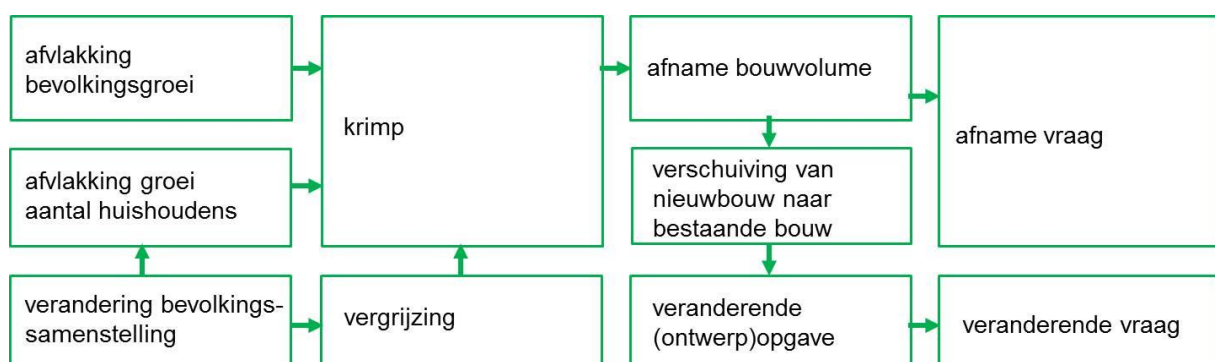 afvlakking
bevolkingsgroei
krimp
afname bouwvolume
afname vraag
afvlakking groei
aantal huishoudens
verschuiving van
nieuwbouw naar
bestaande bouw
verandering bevolkings-
samenstelling
vergrijzing
veranderende
(ontwerp)opgave
veranderende vraag